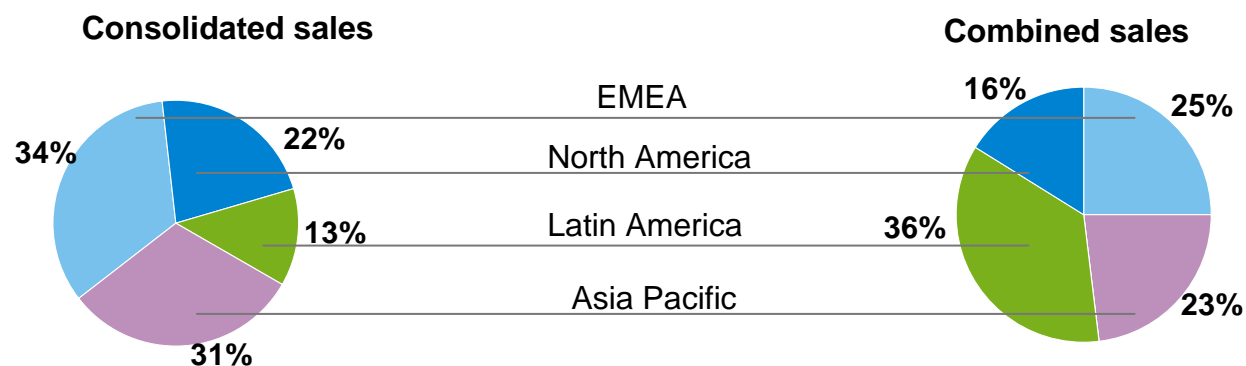 Consolidated sales
Combined sales
EMEA
16%
25%
22%
34%
North America
Latin America
13%
36%
Asia Pacific
23%
31%